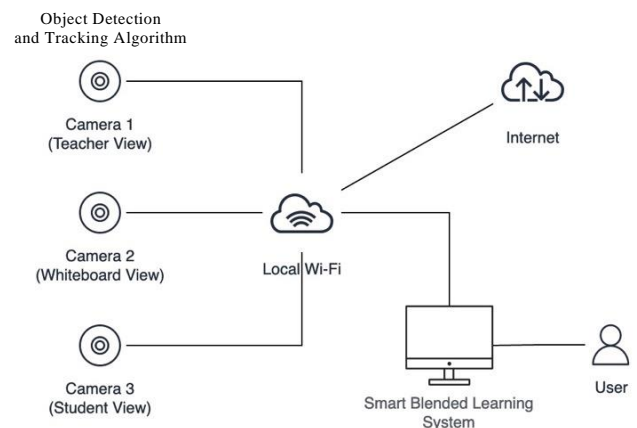 Object Detection
and Tracking Algorithm
Camera 1
(Teacher View)
Internet
Camera 2
(Whiteboard View)
Local Wi-Fi
Camera 3
(Student View)
Smart Blended Learning
System
User